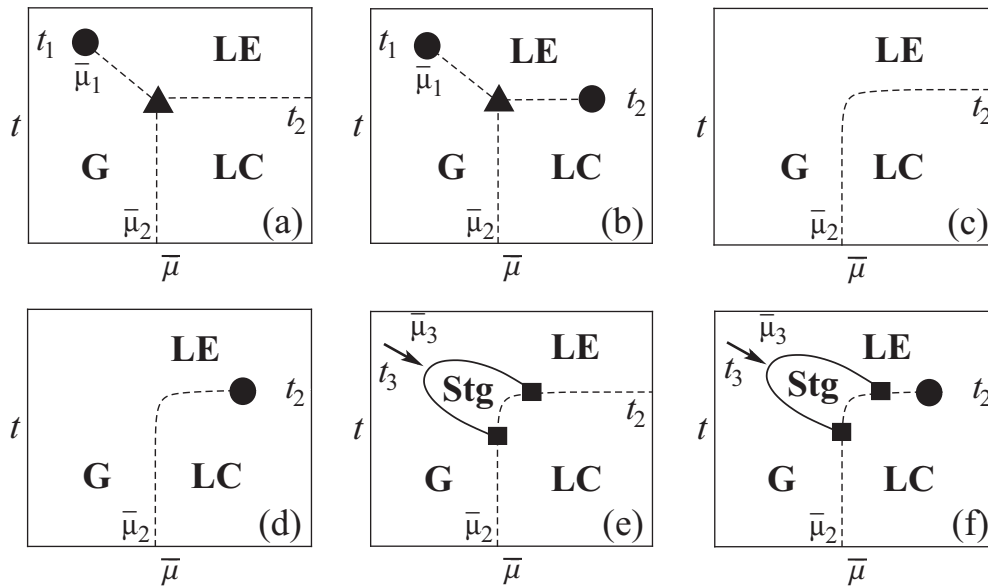 t₁
μ̄₁
LE
t₂
t
G
LC
μ̄₂
(a)
μ̄
t₁
μ̄₁
LE
t₂
t
G
LC
μ̄₂
(b)
μ̄
LE
t₂
t
G
LC
μ̄₂
(c)
μ̄
LE
t₂
t
G
LC
μ̄₂
(d)
μ̄
μ̄₃
t₃
Stg
LE
t₂
t
G
LC
μ̄₂
(e)
μ̄
μ̄₃
t₃
Stg
LE
t₂
t
G
LC
μ̄₂
(f)
μ̄